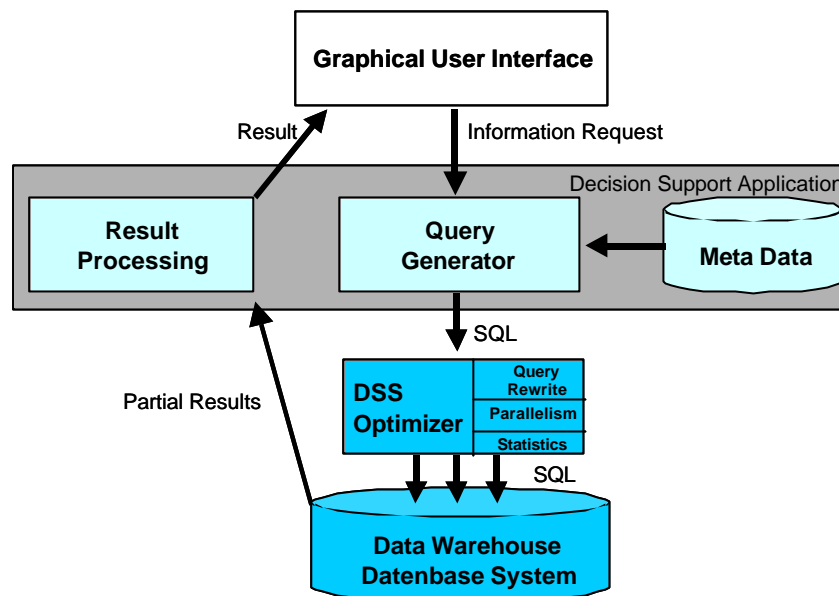 Graphical User Interface
Result
Information Request
Decision Support Application
Result
Processing
Query
Generator
Meta Data
SQL
Partial Results
DSS
Optimizer
Query
Rewrite
Parallelism
Statistics
SQL
Data Warehouse
Datenbase System